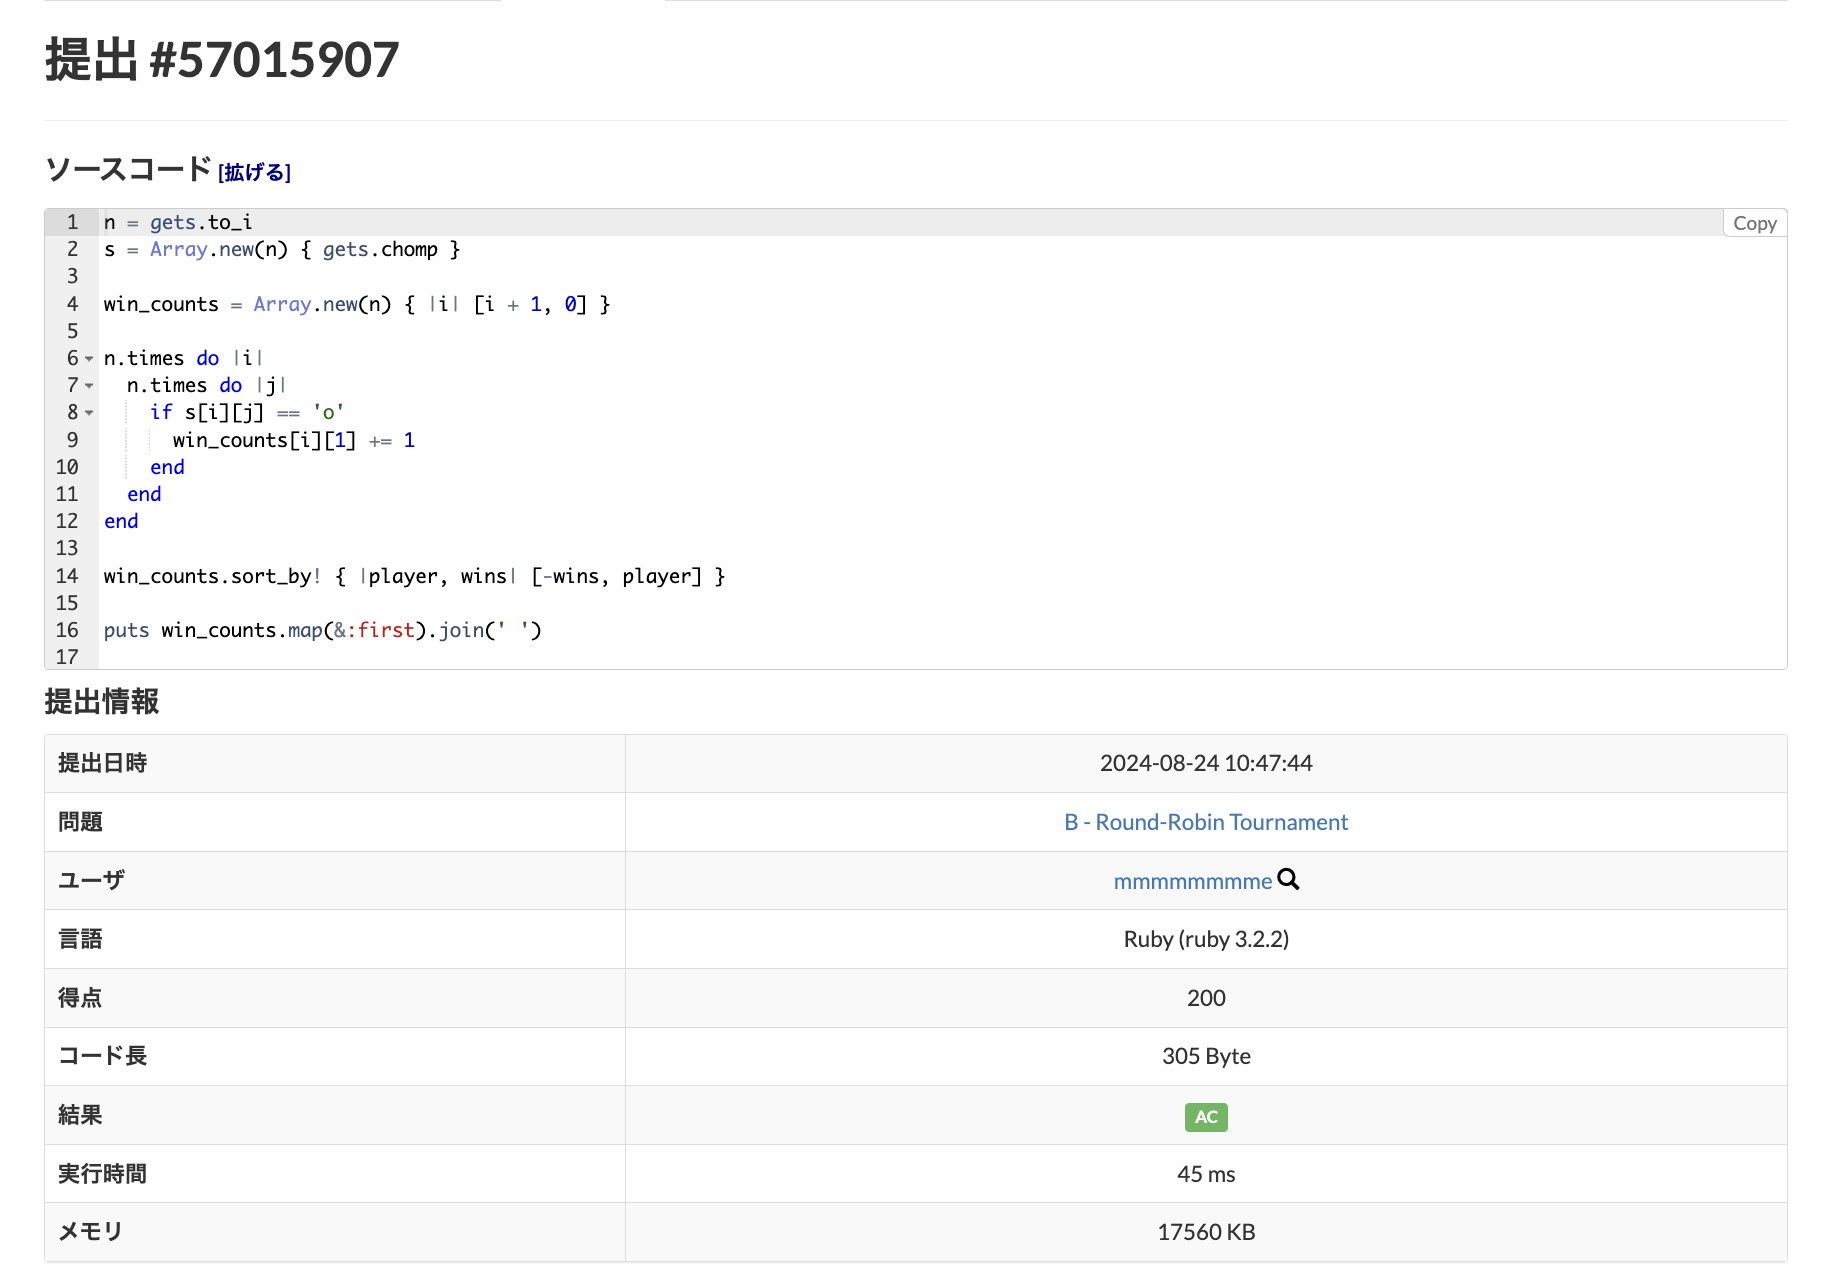 提出 #57015907
ソースコード [拡げる]
Copy
1 n = gets.to_i
2 s = Array.new(n) { gets.chomp }
3
4 win_counts = Array.new(n) { |i| [i + 1, 0] }
5
6 n.times do |i|
7   n.times do |j|
8     if s[i][j] == 'o'
9       win_counts[i][1] += 1
10     end
11   end
12 end
13
14 win_counts.sort_by! { |player, wins| [-wins, player] }
15
16 puts win_counts.map(&:first).join(' ')
17
提出情報
提出日時 2024-08-24 10:47:44
問題 B - Round-Robin Tournament
ユーザ mmmmmmmme
言語 Ruby (ruby 3.2.2)
得点 200
コード長 305 Byte
結果 AC
実行時間 45 ms
メモリ 17560 KB